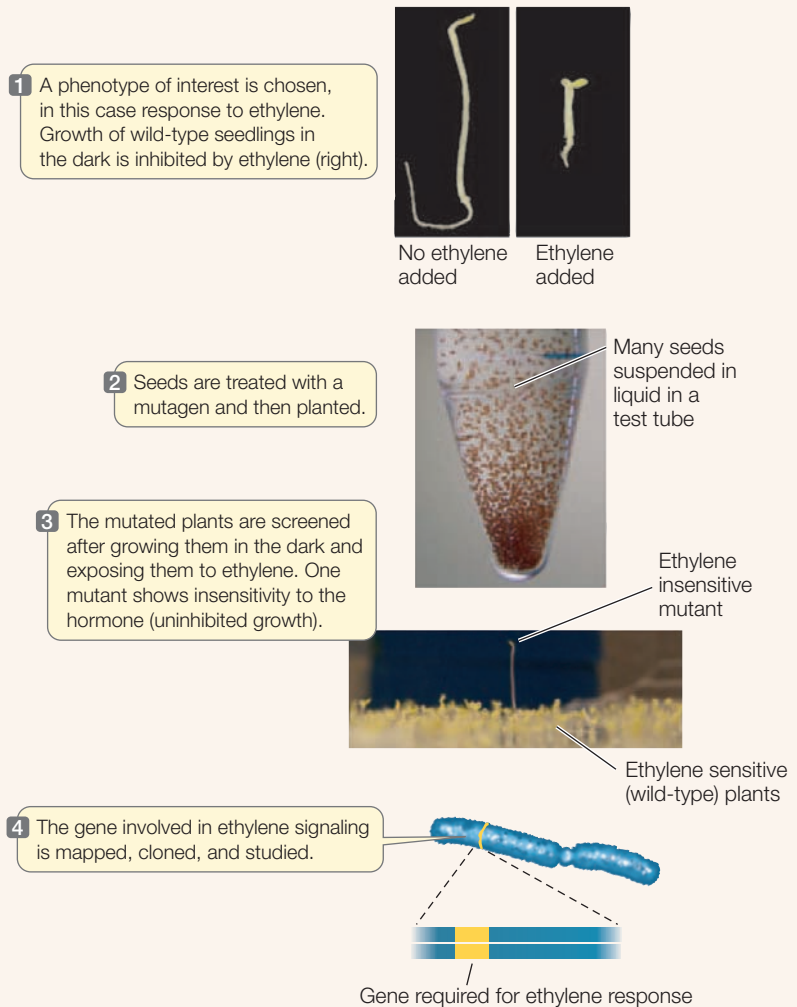 1 A phenotype of interest is chosen,
in this case response to ethylene.
Growth of wild-type seedlings in
the dark is inhibited by ethylene (right).
No ethylene
added
Ethylene
added
2 Seeds are treated with a
mutagen and then planted.
Many seeds
suspended in
liquid in a
test tube
3 The mutated plants are screened
after growing them in the dark and
exposing them to ethylene. One
mutant shows insensitivity to the
hormone (uninhibited growth).
Ethylene
insensitive
mutant
Ethylene sensitive
(wild-type) plants
4 The gene involved in ethylene signaling
is mapped, cloned, and studied.
Gene required for ethylene response